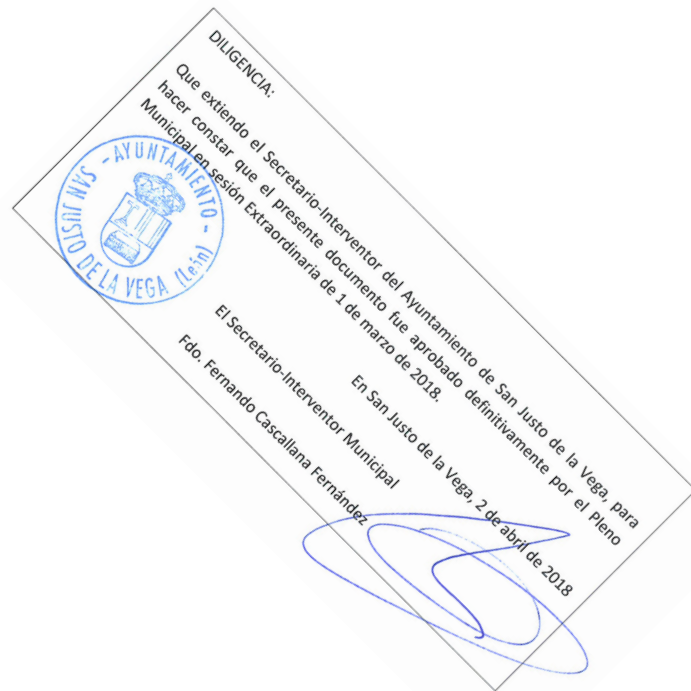 DILIGENCIA:
Que extiendo el Secretario-Interventor del Ayuntamiento de San Justo de la Vega, para
hacer constar que el presente documento fue aprobado definitivamente por el Pleno
Municipalen sesión Extraordinaria de 1 de marzo de 2018.
En San Justo de la Vega, 2 de abril de 2018
El Secretario-Interventor Municipal
Fdo. Fernando Cascallana Fernández
- AYUNTAMIENTO -
SAN JUSTO DE LA VEGA (León)